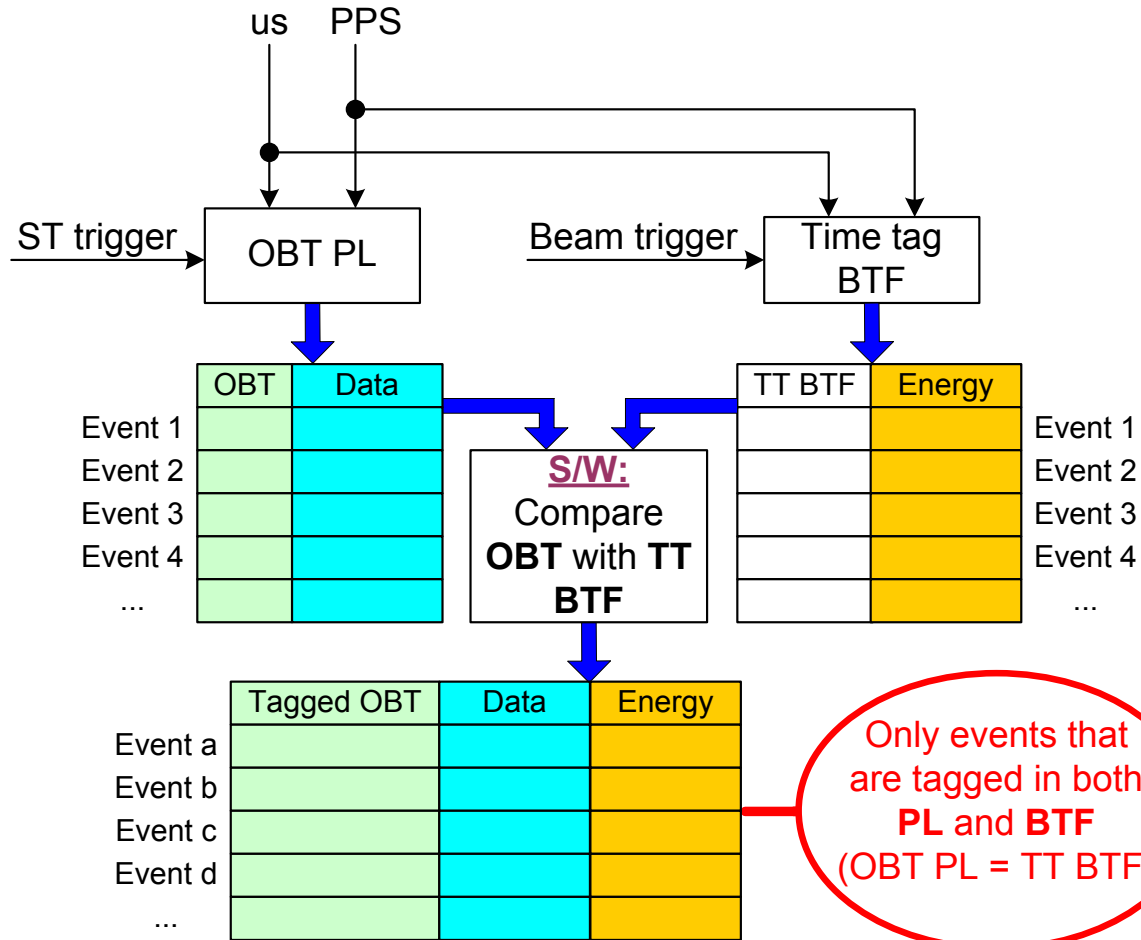 us PPS
ST trigger
OBT PL
Beam trigger
Time tag
BTF
OBT Data
Event 1
Event 2
Event 3
Event 4
...
S/W:
Compare
OBT with TT
BTF
TT BTF Energy
Event 1
Event 2
Event 3
Event 4
...
Tagged OBT Data Energy
Event a
Event b
Event c
Event d
...
Only events that
are tagged in both
PL and BTF
(OBT PL = TT BTF